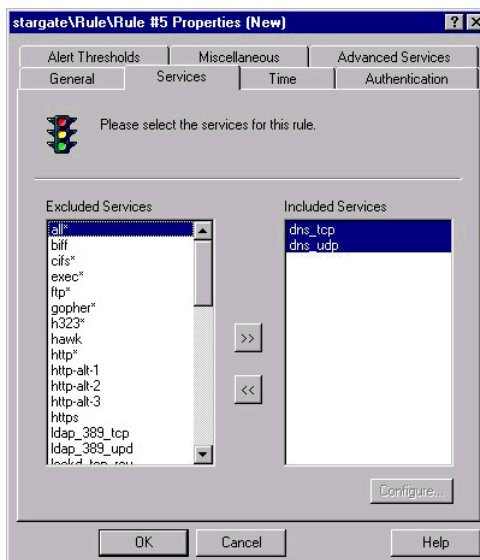 stargate\Rule\Rule #5 Properties (New)
Alert Thresholds Miscellaneous Advanced Services
General Services Time Authentication
Please select the services for this rule.
Excluded Services Included Services
all*
biff
cifs*
exec*
ftp*
gopher*
h323*
hawk
http*
http-alt-1
http-alt-2
http-alt-3
https
ldap_389_tcp
ldap_389_upd
dns_tcp
dns_udp
>>
<<
Configure...
OK Cancel Help